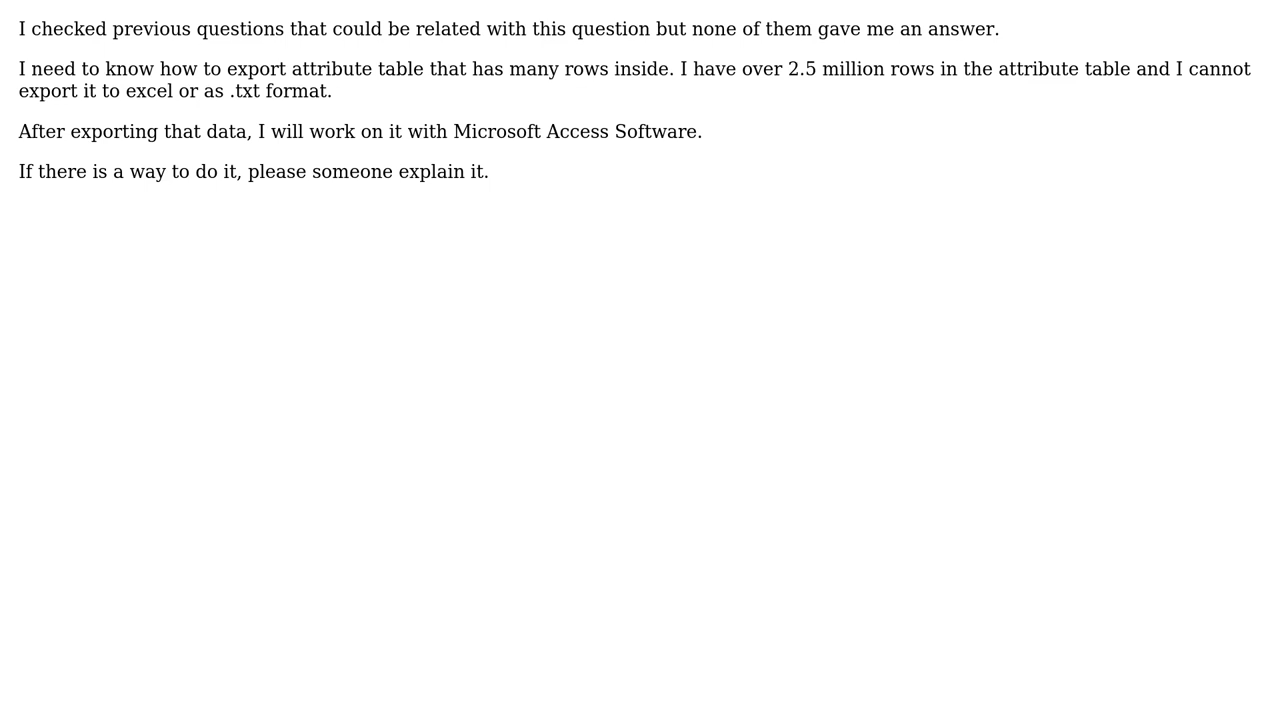 I checked previous questions that could be related with this question but none of them gave me an answer.
I need to know how to export attribute table that has many rows inside. I have over 2.5 million rows in the attribute table and I cannot
export it to excel or as .txt format.
After exporting that data, I will work on it with Microsoft Access Software.
If there is a way to do it, please someone explain it.